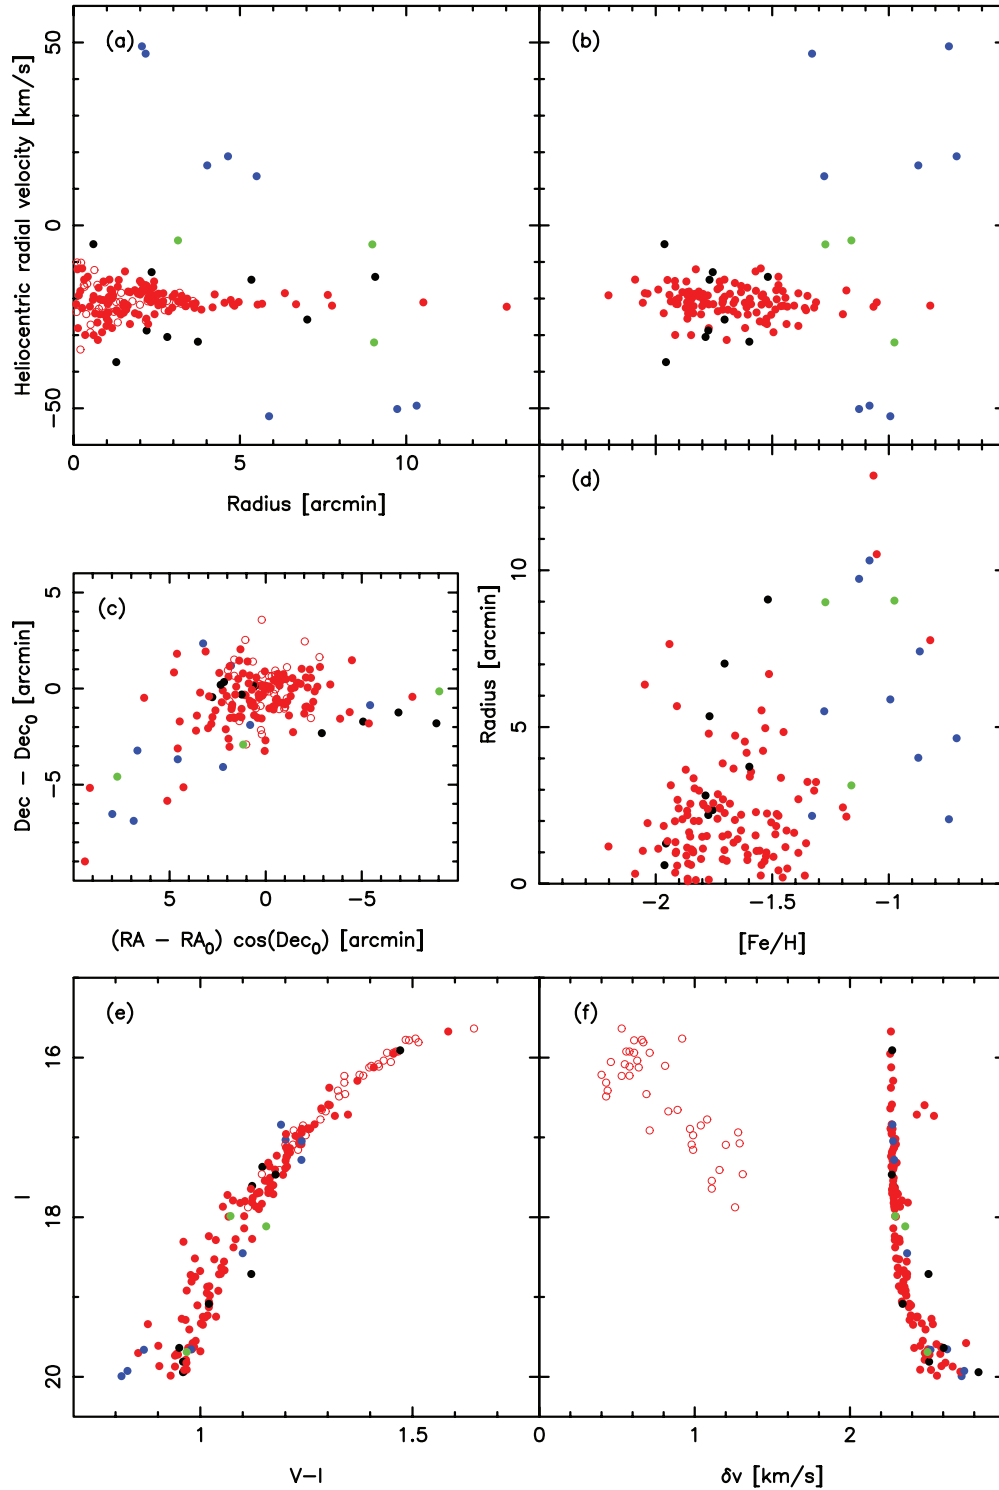 (a)
(b)
50
0
−50
Heliocentric radial velocity [km/s]
0
5
10
Radius [arcmin]
(c)
(d)
5
0
−5
Dec − Dec0 [arcmin]
5
0
−5
(RA − RA0) cos(Dec0) [arcmin]
10
5
0
Radius [arcmin]
−2
−1.5
−1
[Fe/H]
(e)
(f)
16
18
20
I
1
1.5
V−I
0
1
2
δv [km/s]